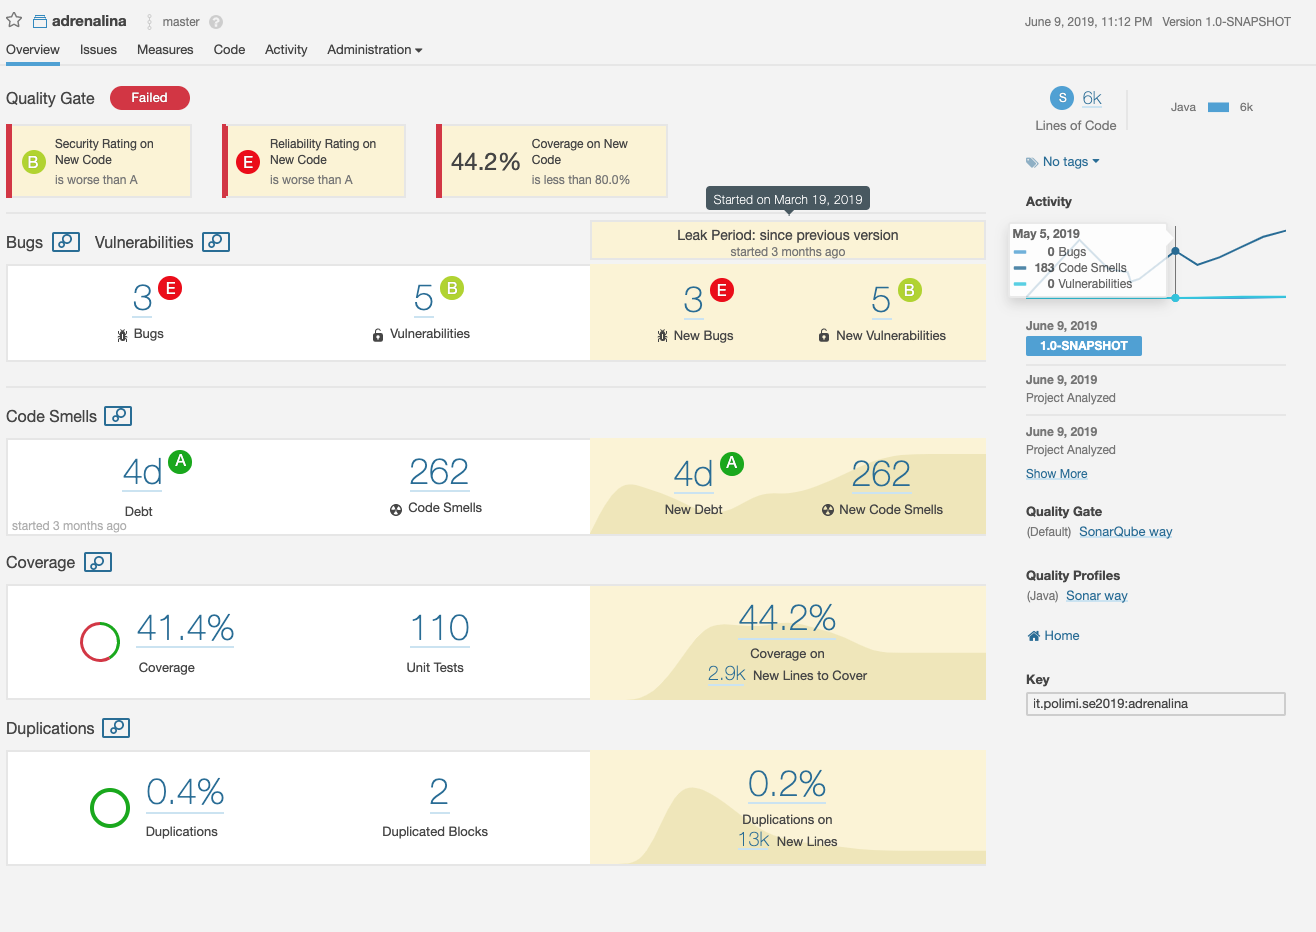 adrenalina master ? June 9, 2019, 11:12 PM Version 1.0-SNAPSHOT
Overview Issues Measures Code Activity Administration
Quality Gate Failed
B Security Rating on New Code is worse than A
E Reliability Rating on New Code is worse than A
44.2% Coverage on New Code is less than 80.0%
Started on March 19, 2019
Bugs Vulnerabilities
Leak Period: since previous version
started 3 months ago
3 E
Bugs
5 B
Vulnerabilities
3 E
New Bugs
5 B
New Vulnerabilities
Code Smells
4d A
Debt
started 3 months ago
262
Code Smells
4d A
New Debt
262
New Code Smells
Coverage
41.4%
Coverage
110
Unit Tests
44.2%
Coverage on
2.9k New Lines to Cover
Duplications
0.4%
Duplications
2
Duplicated Blocks
0.2%
Duplications on
13k New Lines
S 6k
Lines of Code
Java 6k
No tags
Activity
May 5, 2019
0 Bugs
183 Code Smells
0 Vulnerabilities
June 9, 2019
1.0-SNAPSHOT
June 9, 2019
Project Analyzed
June 9, 2019
Project Analyzed
Show More
Quality Gate
(Default) SonarQube way
Quality Profiles
(Java) Sonar way
Home
Key
it.polimi.se2019:adrenalina